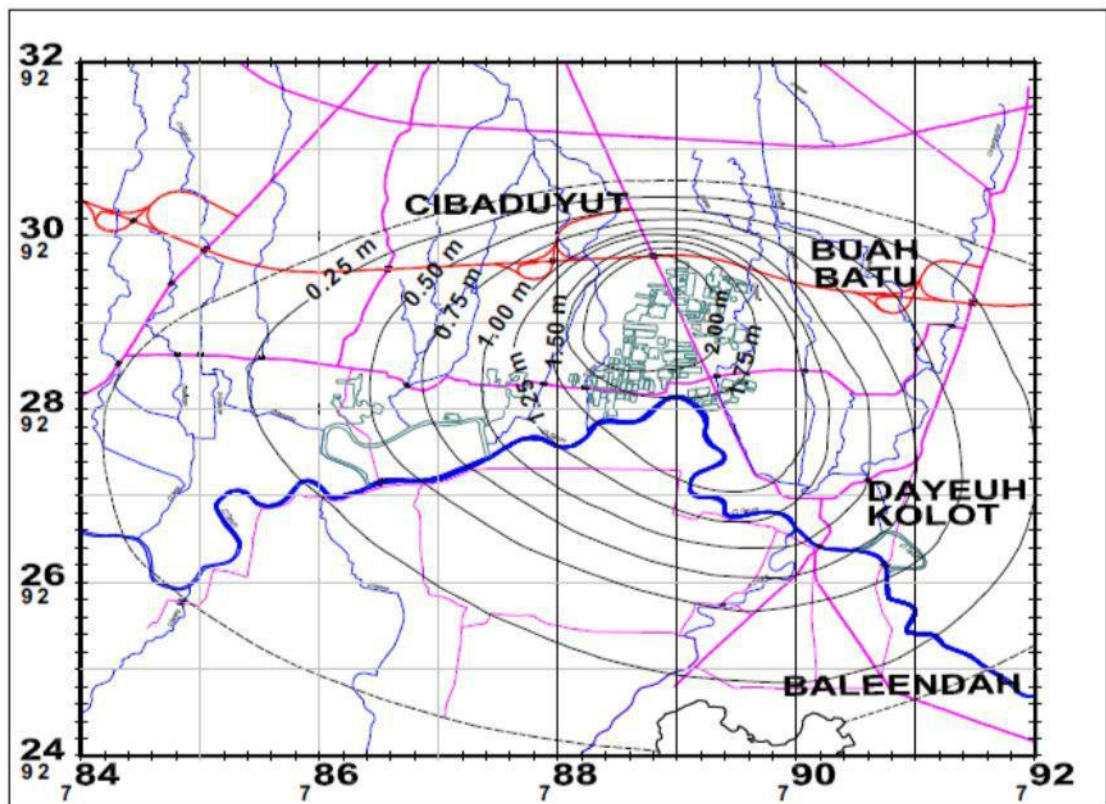 32
92
CIBADUYUT
30
92
BUAH
BATU
0.25 m
0.50 m
0.75 m
1.00 m
1.50 m
2.00 m
1.75 m
1.25 m
28
92
DAYEUH
KOLOT
26
92
BALEENDAH
24
92
7 84
7 86
7 88
7 90
7 92